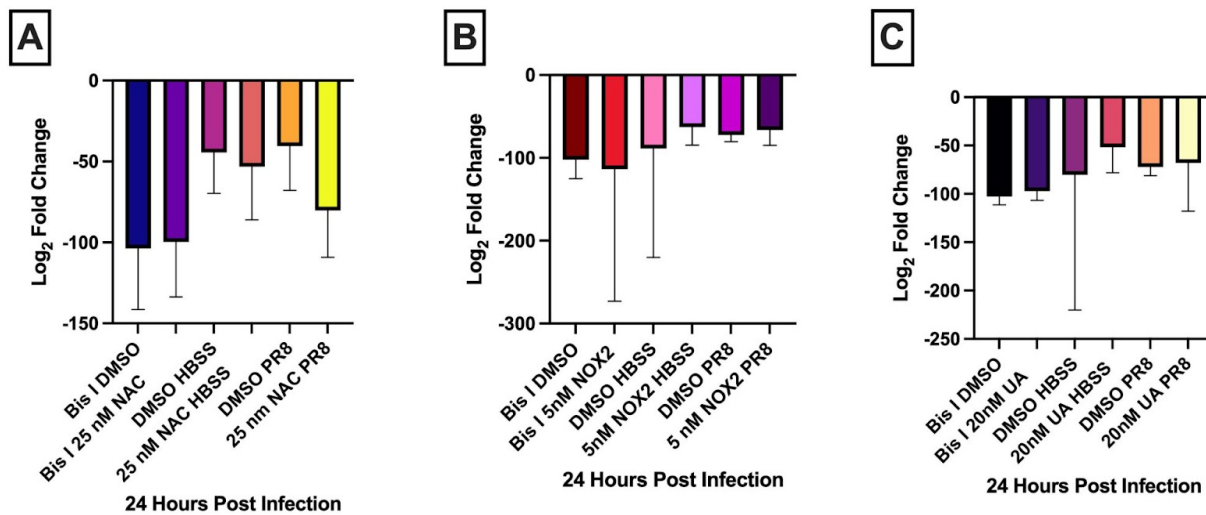 A
Log2 Fold Change
0
-50
-100
-150
Bis I DMSO
Bis I 25 nM NAC
DMSO HBSS
25 nM NAC HBSS
DMSO PR8
25 nm NAC PR8
24 Hours Post Infection
B
Log2 Fold Change
0
-100
-200
-300
Bis I DMSO
Bis I 5nM NOX2
DMSO HBSS
5nM NOX2 HBSS
DMSO PR8
5 nM NOX2 PR8
24 Hours Post Infection
C
Log2 Fold Change
0
-50
-100
-150
-200
-250
Bis I DMSO
Bis I 20nM UA
DMSO HBSS
20nM UA HBSS
DMSO PR8
20nM UA PR8
24 Hours Post Infection